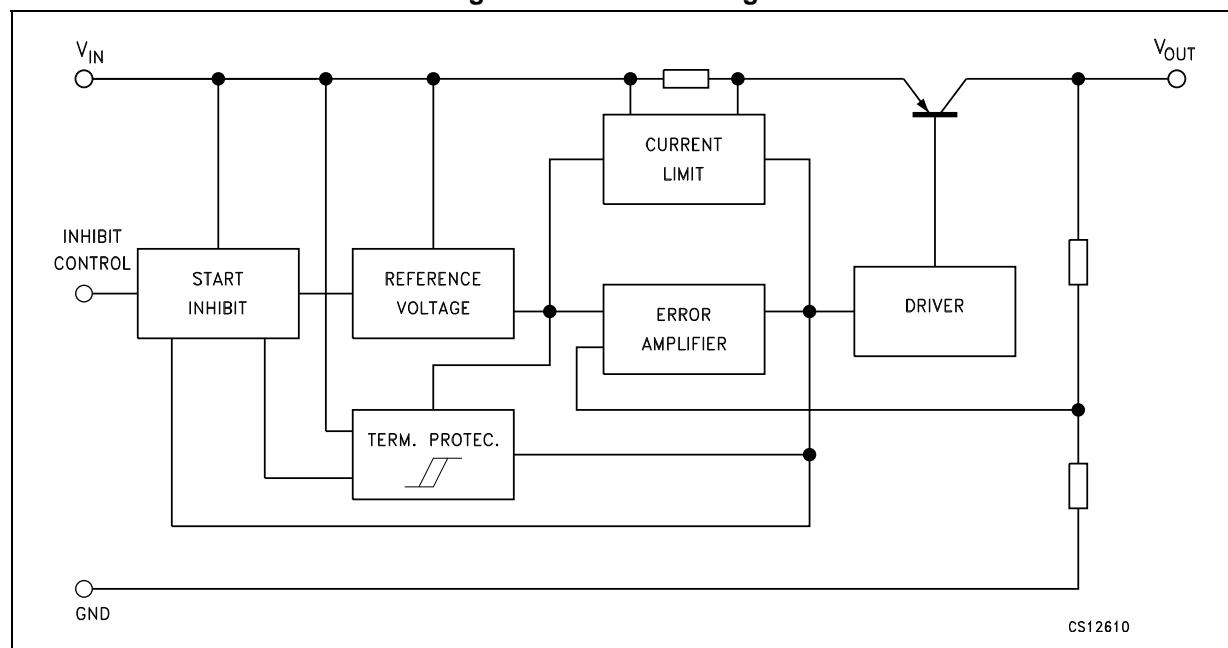 V_IN
V_OUT
CURRENT
LIMIT
INHIBIT
CONTROL
START
INHIBIT
REFERENCE
VOLTAGE
ERROR
AMPLIFIER
DRIVER
TERM. PROTEC.
GND
CS12610